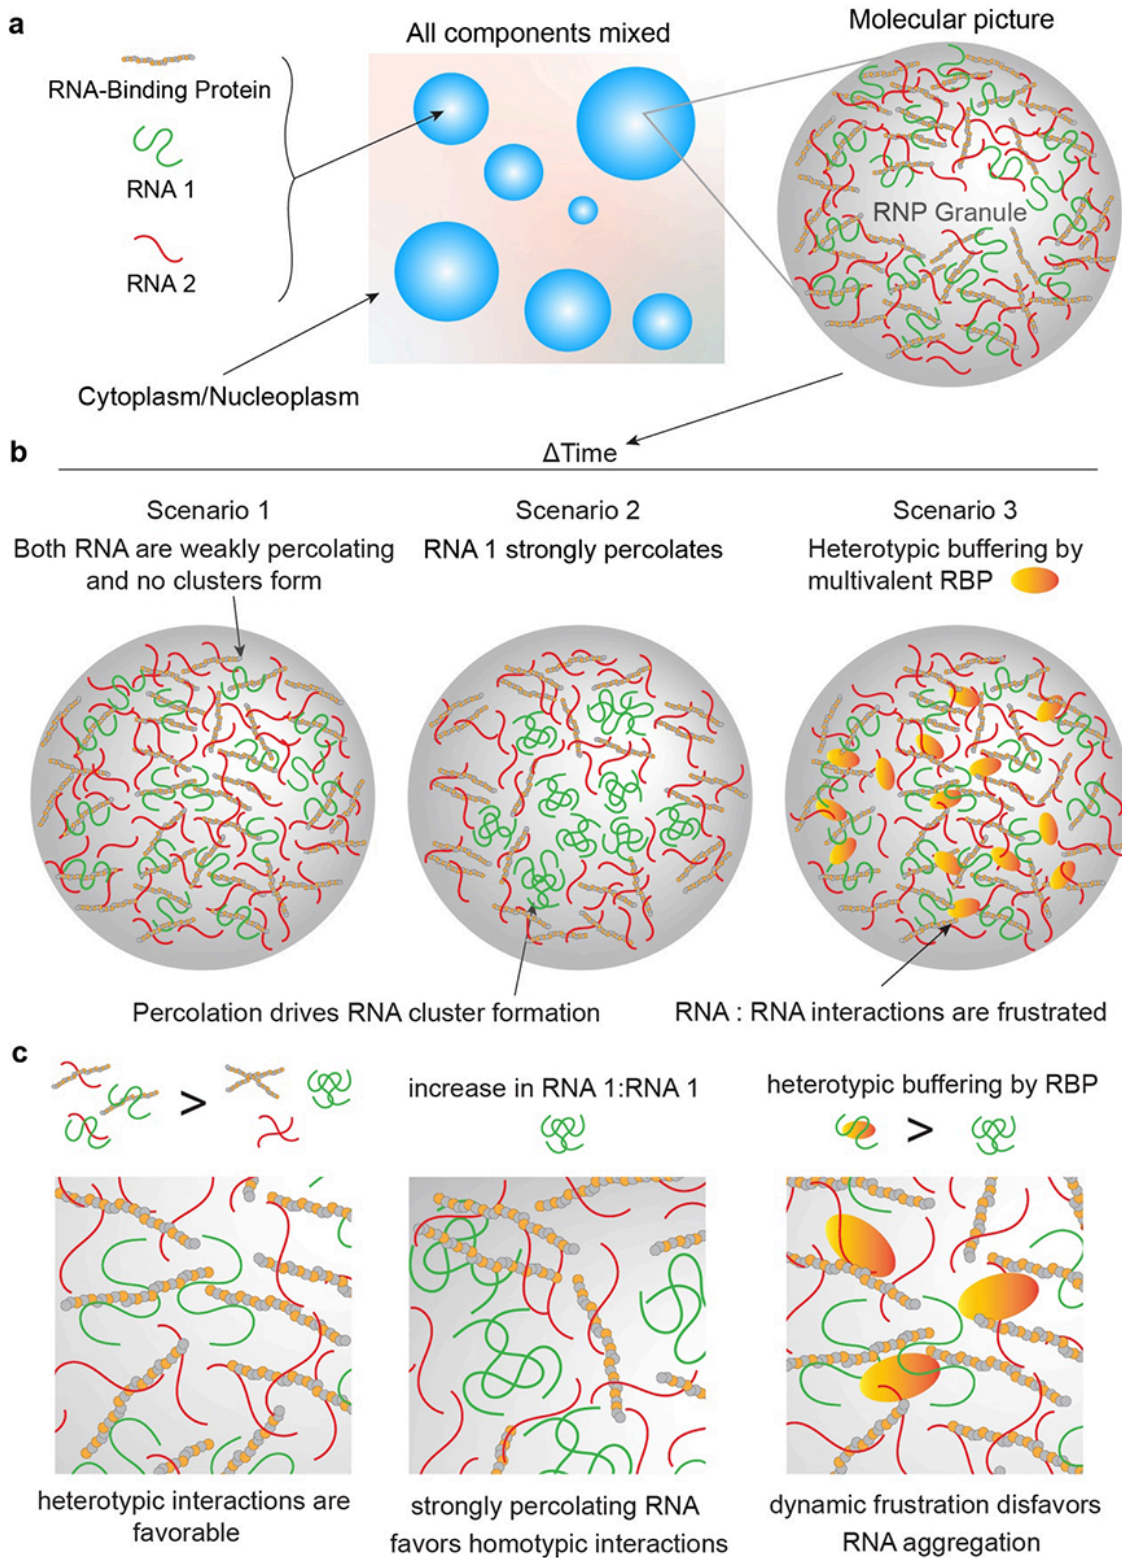 a
All components mixed
Molecular picture
RNA-Binding Protein
RNA 1
RNA 2
RNP Granule
Cytoplasm/Nucleoplasm
b
ΔTime
Scenario 1
Both RNA are weakly percolating
and no clusters form
Scenario 2
RNA 1 strongly percolates
Scenario 3
Heterotypic buffering by
multivalent RBP
Percolation drives RNA cluster formation
RNA : RNA interactions are frustrated
c
>
increase in RNA 1:RNA 1
heterotypic buffering by RBP
>
heterotypic interactions are
favorable
strongly percolating RNA
favors homotypic interactions
dynamic frustration disfavors
RNA aggregation